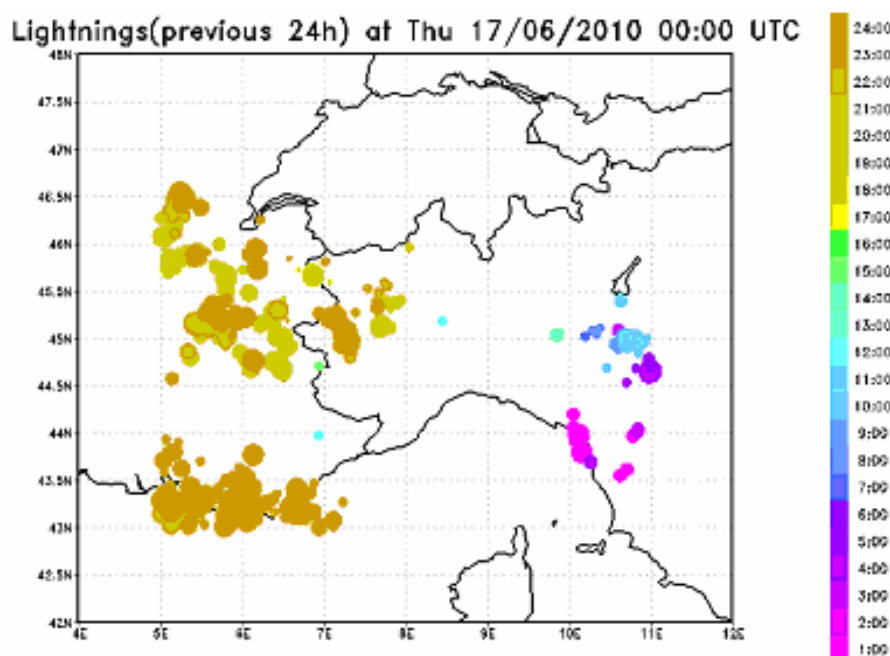 Lightnings(previous 24h) at Thu 17/06/2010 00:00 UTC
48N
47.5N
47N
46.5N
46N
45.5N
45N
44.5N
44N
43.5N
43N
42.5N
42N
4E 5E 6E 7E 8E 9E 10E 11E 12E
24:00
23:00
22:00
21:00
20:00
19:00
18:00
17:00
16:00
15:00
14:00
13:00
12:00
11:00
10:00
9:00
8:00
7:00
6:00
5:00
4:00
3:00
2:00
1:00